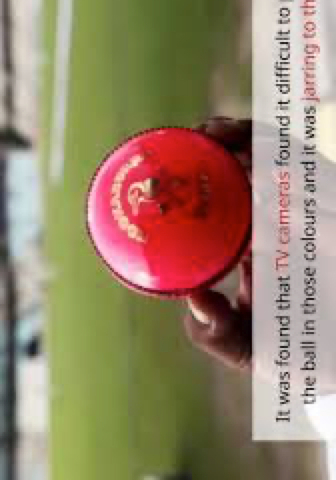 It was found that TV cameras found it difficult to
the ball in those colours and it was jarring to th